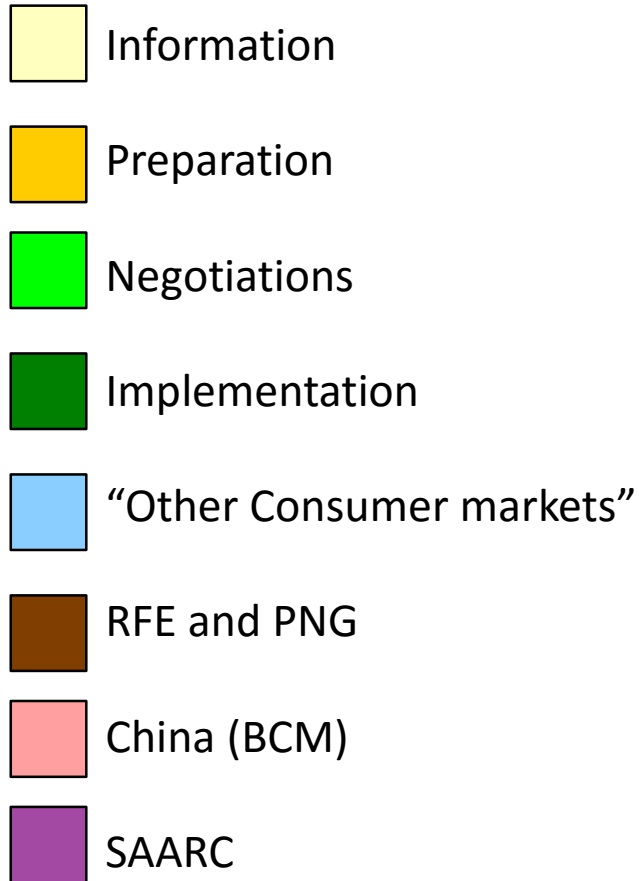 Information
Preparation
Negotiations
Implementation
“Other Consumer markets”
RFE and PNG
China (BCM)
SAARC